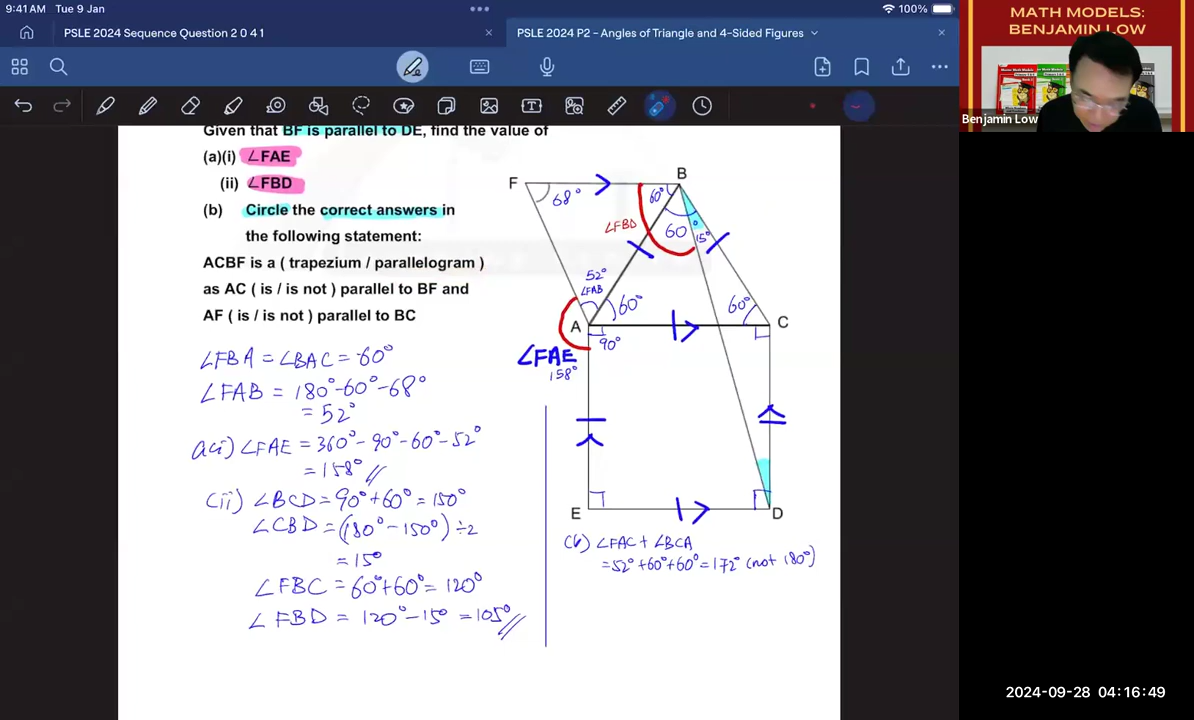 9:41 AM Tue 9 Jan
100%
PSLE 2024 Sequence Question 2 0 4 1
PSLE 2024 P2 - Angles of Triangle and 4-Sided Figures
MATH MODELS:
BENJAMIN LOW
Benjamin Low
Given that BF is parallel to DE, find the value of
(a)(i) ∠FAE
(ii) ∠FBD
(b) Circle the correct answers in
the following statement:
ACBF is a ( trapezium / parallelogram )
as AC ( is / is not ) parallel to BF and
AF ( is / is not ) parallel to BC
∠FBA = ∠BAC = 60°
∠FAB = 180° - 60° - 68°
= 52°
a(i) ∠FAE = 360° - 90° - 60° - 52°
= 158°
(ii) ∠BCD = 90° + 60° = 150°
∠CBD = (180° - 150°) ÷ 2
= 15°
∠FBC = 60° + 60° = 120°
∠FBD = 120° - 15° = 105°
F
B
68°
60°
∠FBD
60°
15°
52°
∠FAB
60°
60°
A
C
90°
∠FAE
158°
E
D
(b) ∠FAC + ∠BCA
= 52° + 60° + 60° = 172° (not 180°)
2024-09-28 04:16:49